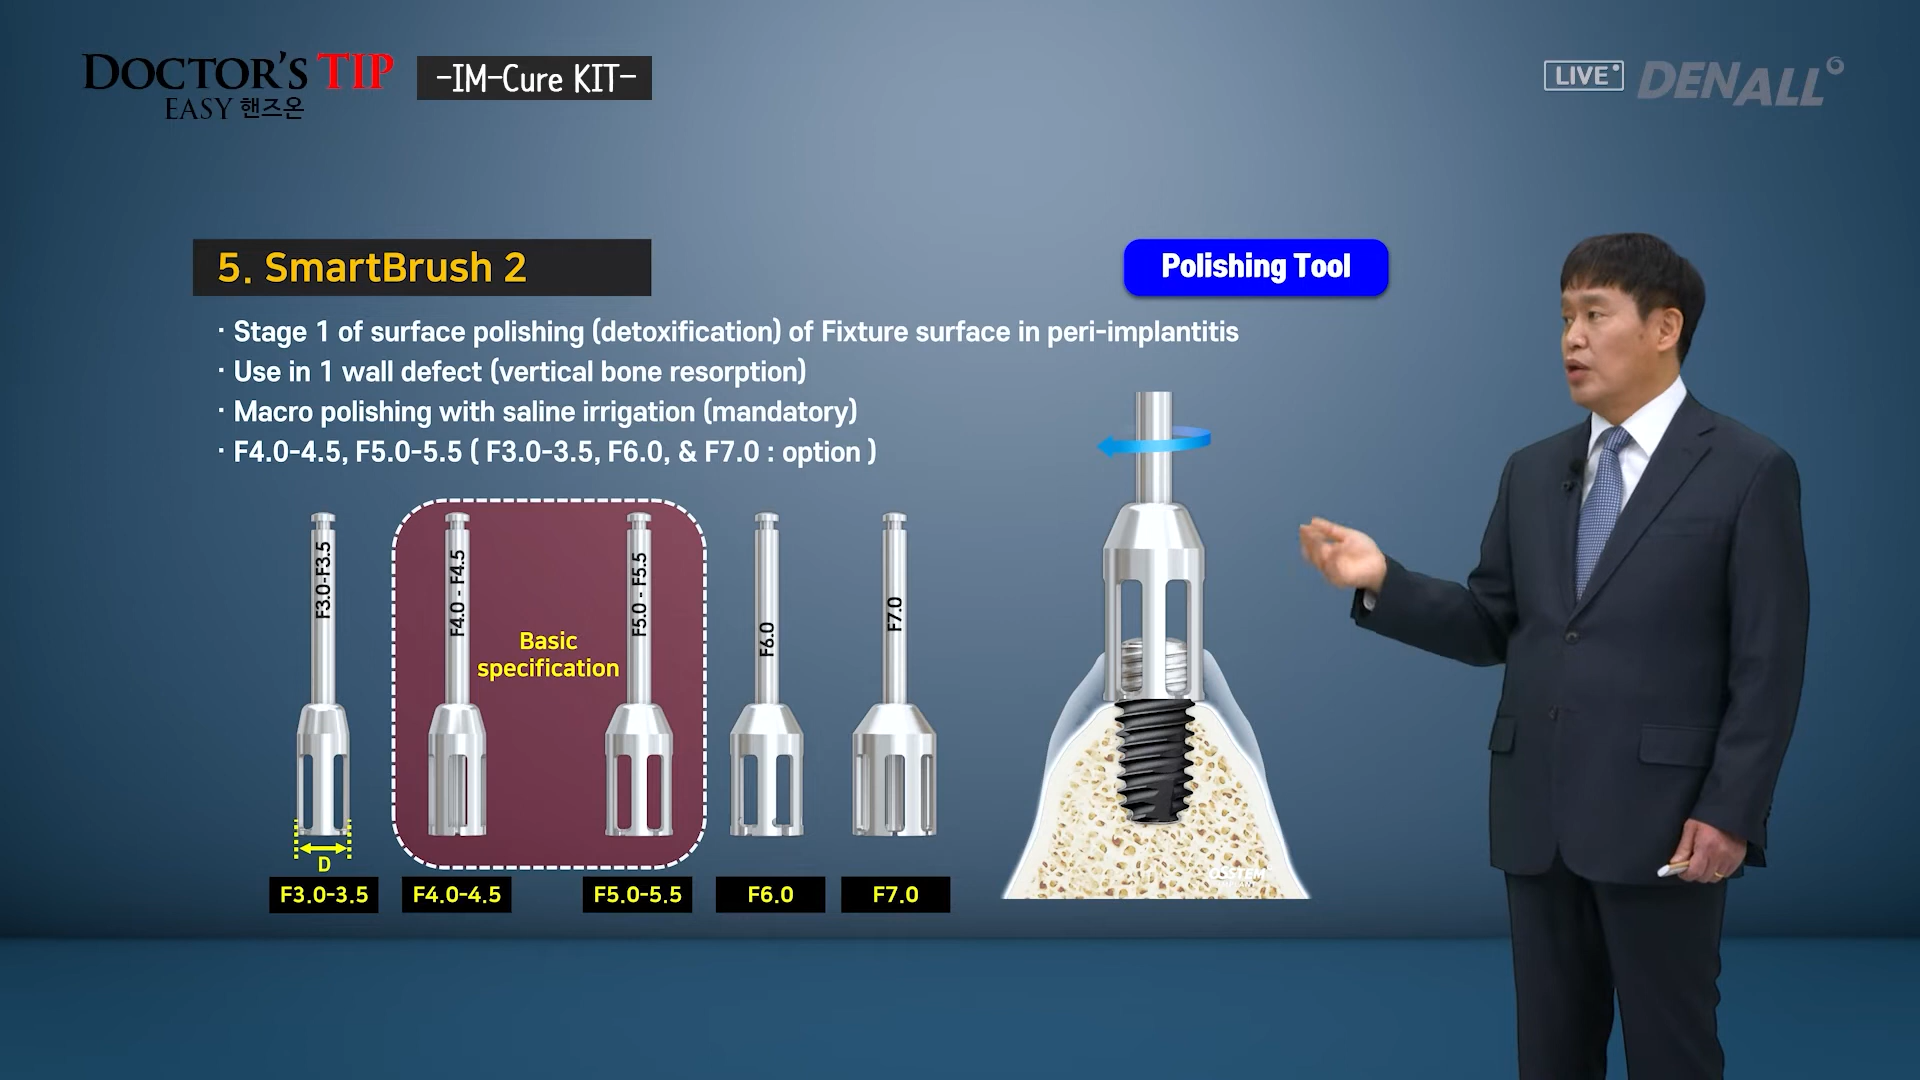 DOCTOR'S TIP
EASY 핸즈온
-IM-Cure KIT-
LIVE
DENALL
5. SmartBrush 2
Polishing Tool
· Stage 1 of surface polishing (detoxification) of Fixture surface in peri-implantitis
· Use in 1 wall defect (vertical bone resorption)
· Macro polishing with saline irrigation (mandatory)
· F4.0-4.5, F5.0-5.5 ( F3.0-3.5, F6.0, & F7.0 : option )
F3.0-F3.5
F4.0 - F4.5
F5.0 - F5.5
F6.0
F7.0
Basic
specification
D
F3.0-3.5
F4.0-4.5
F5.0-5.5
F6.0
F7.0
OSSTEM